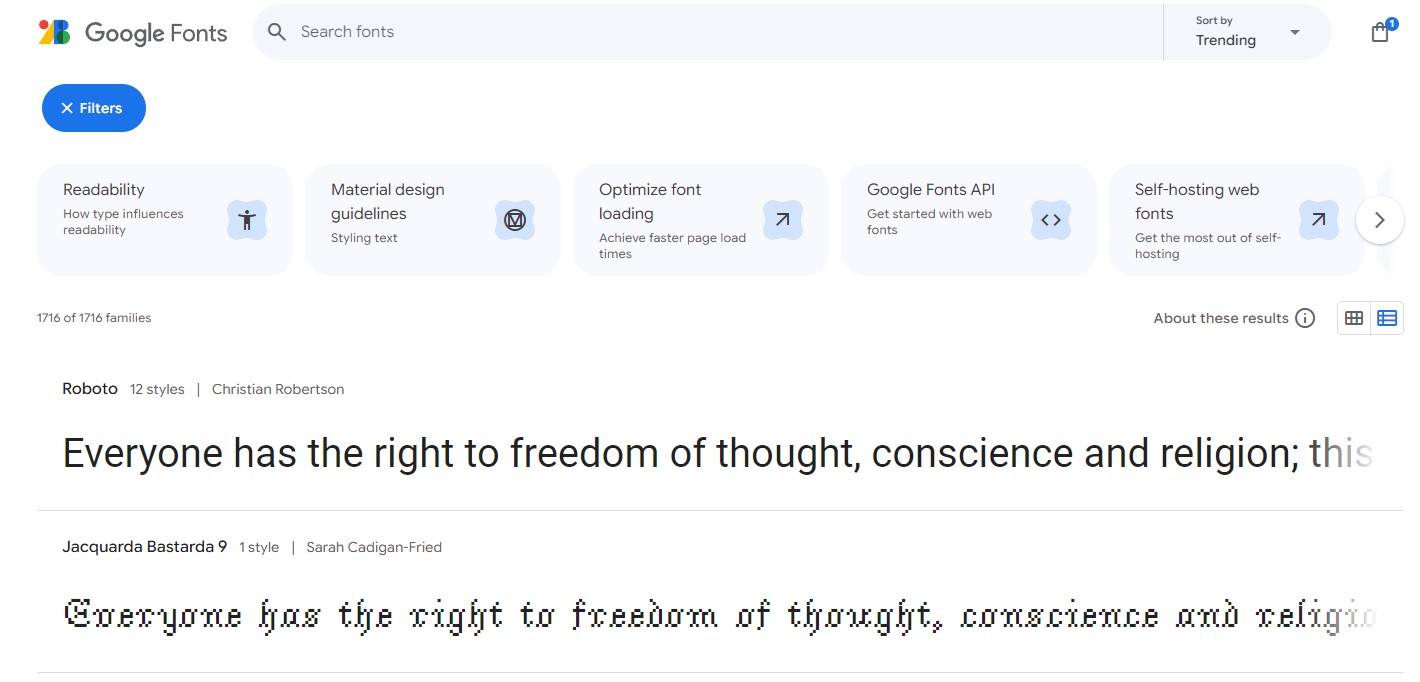 Google Fonts
Search fonts
Sort by
Trending
1
Filters
Readability
How type influences
readability
Material design
guidelines
Styling text
Optimize font
loading
Achieve faster page load
times
Google Fonts API
Get started with web
fonts
Self-hosting web
fonts
Get the most out of self-
hosting
1716 of 1716 families
About these results
Roboto 12 styles | Christian Robertson
Everyone has the right to freedom of thought, conscience and religion; this
Jacquarda Bastarda 9 1 style | Sarah Cadigan-Fried
Everyone has the right to freedom of thought, conscience and religio